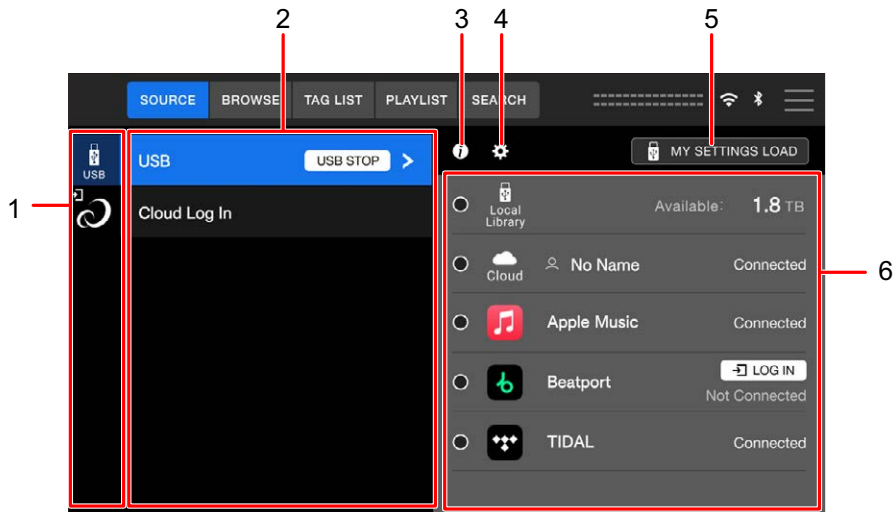 1
2
3
4
5
6
SOURCE BROWSE TAG LIST PLAYLIST SEARCH
USB
USB USB STOP
Cloud Log In
MY SETTINGS LOAD
Local
Library
Available: 1.8 TB
Cloud No Name Connected
Apple Music Connected
Beatport LOG IN
Not Connected
TIDAL Connected